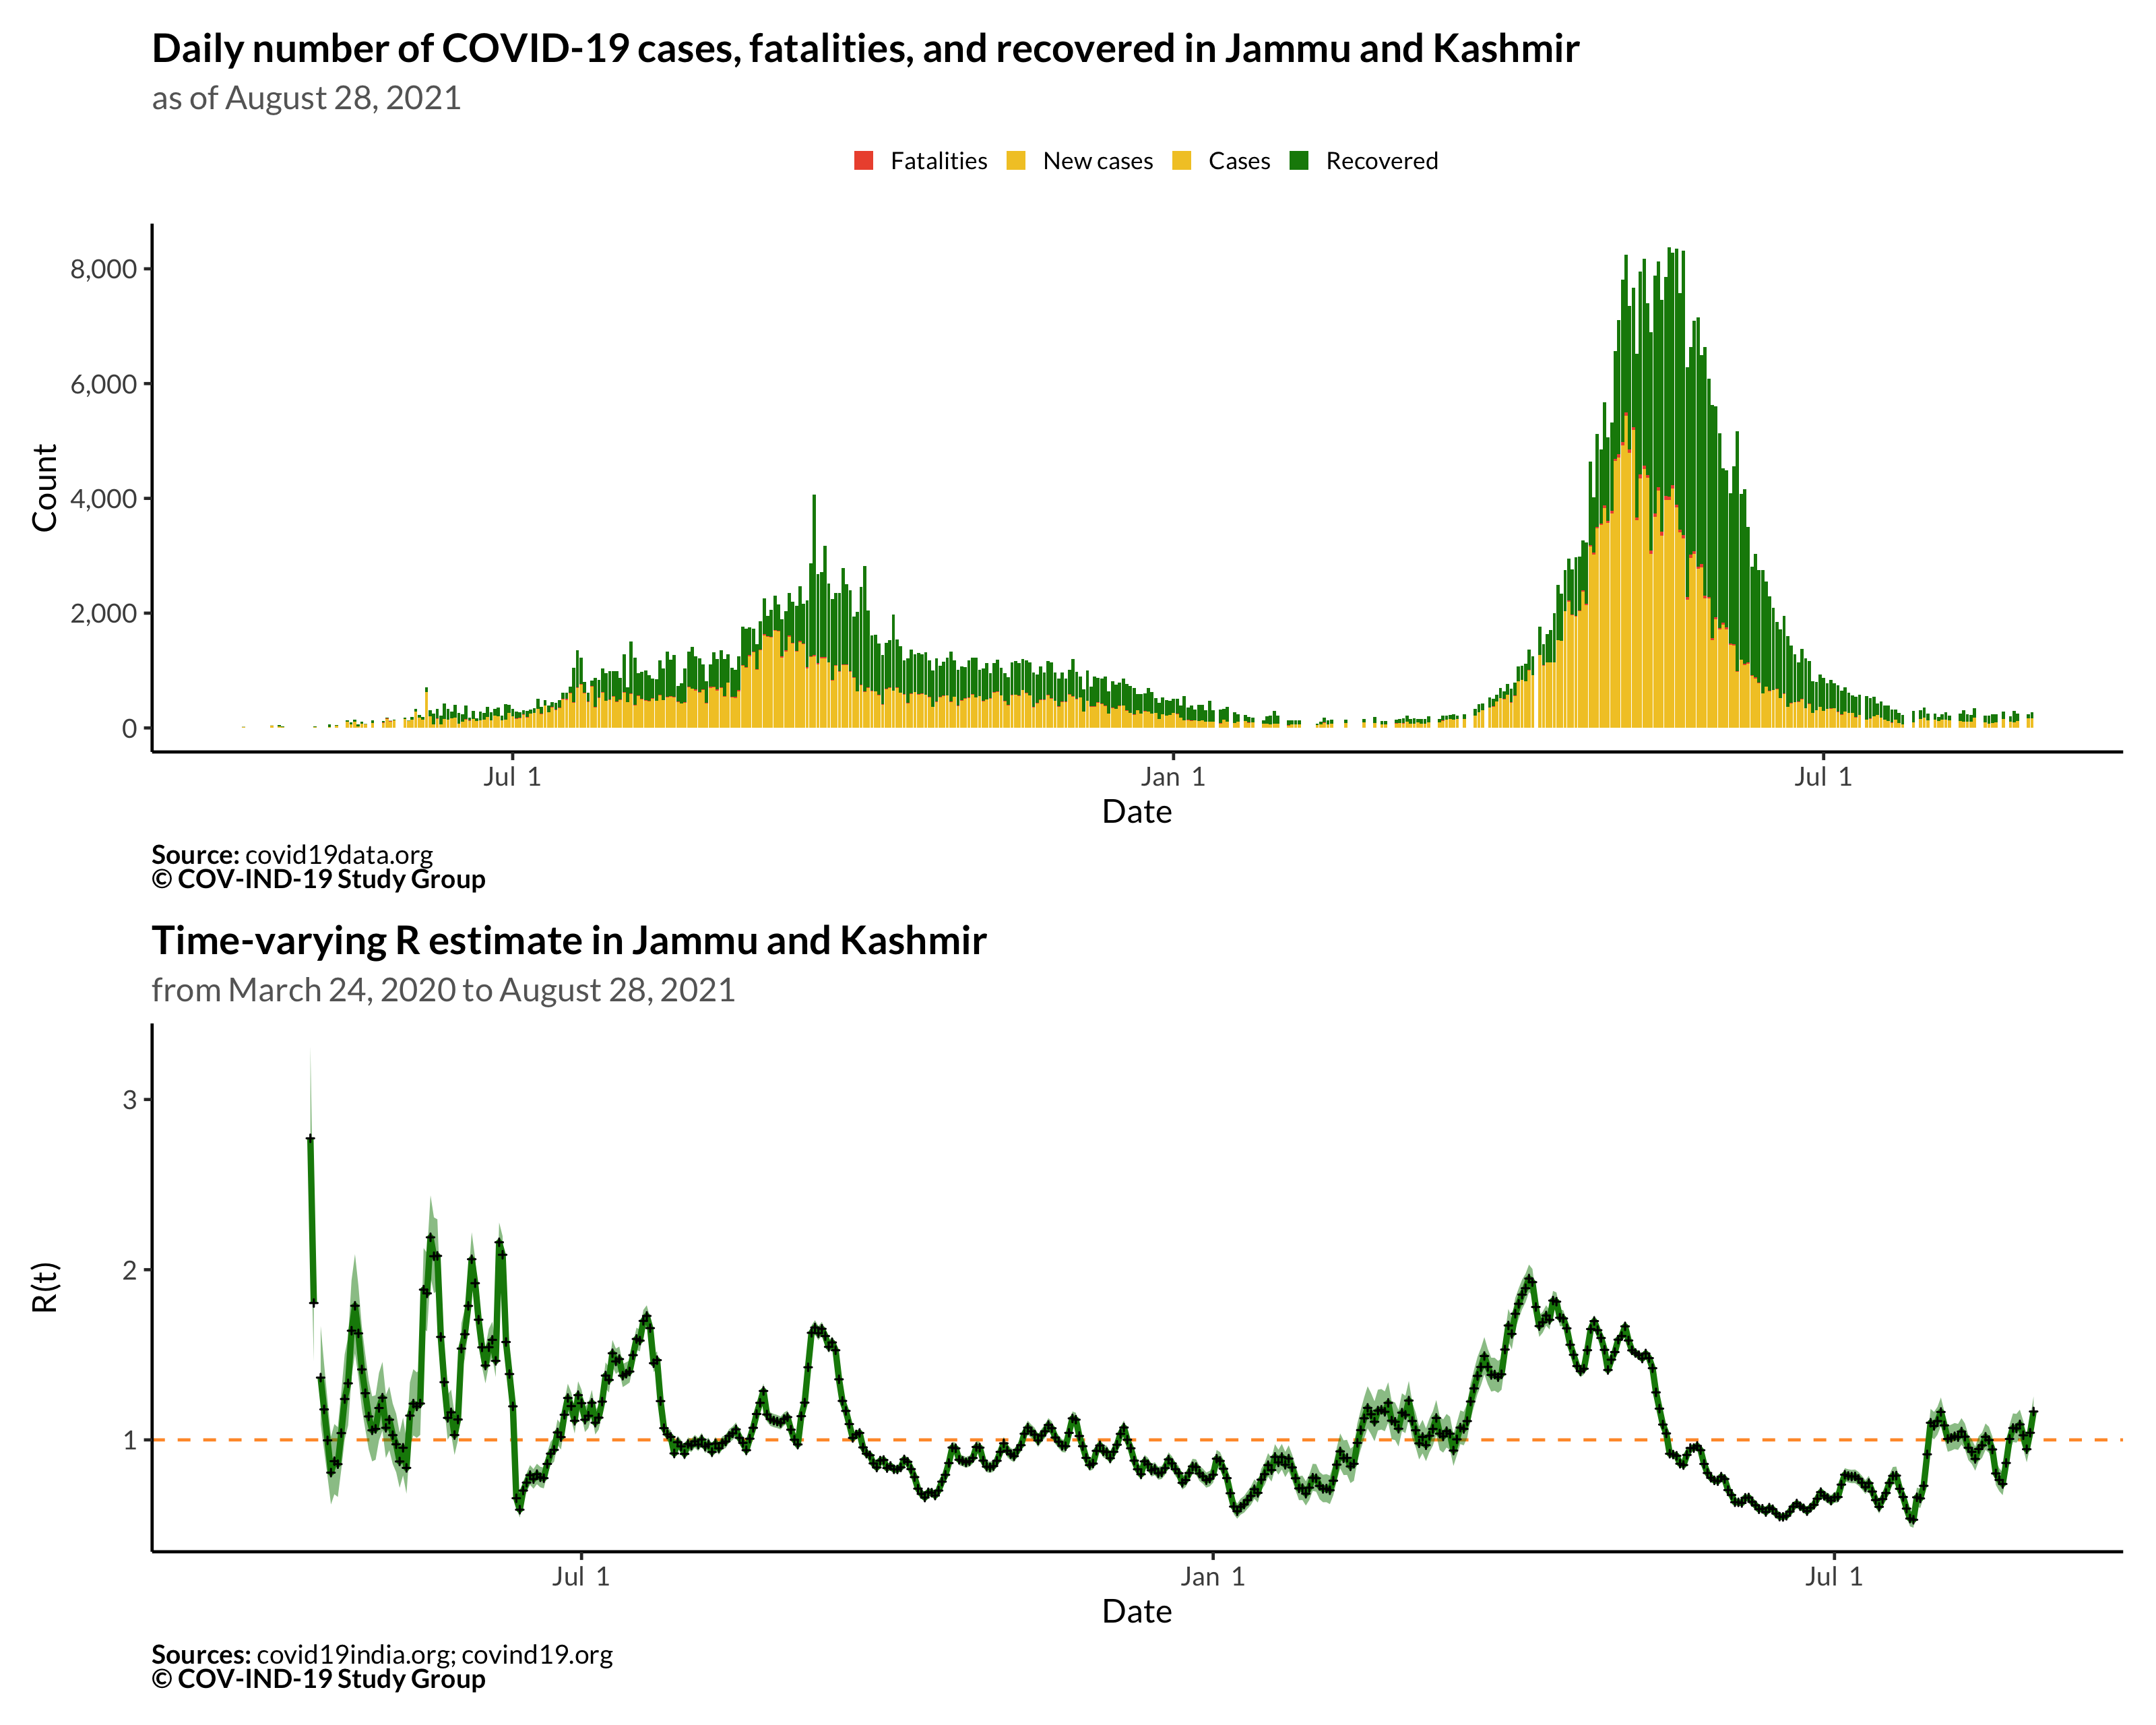 Daily number of COVID-19 cases, fatalities, and recovered in Jammu and Kashmir
as of August 28, 2021
Fatalities New cases Cases Recovered
8,000
6,000
4,000
2,000
0
Count
Jul 1 Jan 1 Jul 1
Date
Source: covid19data.org
© COV-IND-19 Study Group
Time-varying R estimate in Jammu and Kashmir
from March 24, 2020 to August 28, 2021
3
2
1
R(t)
Jul 1 Jan 1 Jul 1
Date
Sources: covid19india.org; covind19.org
© COV-IND-19 Study Group